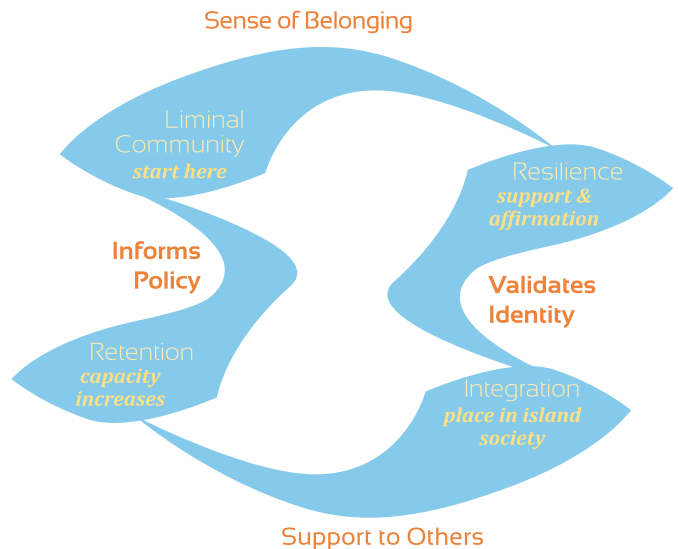 Sense of Belonging
Liminal
Community
start here
Resilience
support &
affirmation
Informs
Policy
Validates
Identity
Retention
capacity
increases
Integration
place in island
society
Support to Others